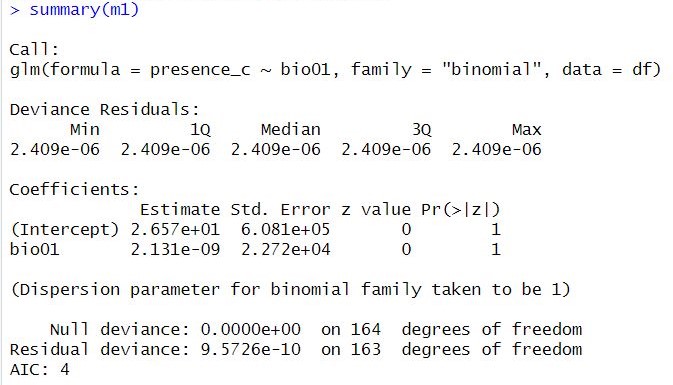 > summary(m1)
Call:
glm(formula = presence_c ~ bio01, family = "binomial", data = df)
Deviance Residuals:
Min 1Q Median 3Q Max
2.409e-06 2.409e-06 2.409e-06 2.409e-06 2.409e-06
Coefficients:
Estimate Std. Error z value Pr(>|z|)
(Intercept) 2.657e+01 6.081e+05 0 1
bio01 2.131e-09 2.272e+04 0 1
(Dispersion parameter for binomial family taken to be 1)
Null deviance: 0.0000e+00 on 164 degrees of freedom
Residual deviance: 9.5726e-10 on 163 degrees of freedom
AIC: 4